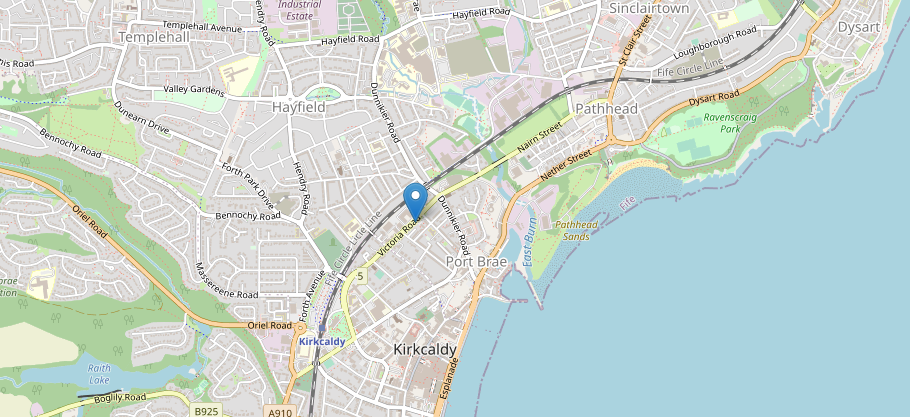 Industrial
Estate
Hendry Road
Templehall Avenue
Templehall
Hayfield Road
Hayfield Road
Sinclairtown
St Clair Street
Dysart
Loughborough Road
Fife Circle Line
Valley Gardens
Hayfield
Dunnikier Road
Pathhead
Dysart Road
Ravenscraig
Park
Dunearn Drive
Bennochy Road
Nairn Street
Nether Street
Forth Park Drive
Hendry Road
Oriel Road
Bennochy Road
Fife Circle Line
Victoria Road
Dunnikier Road
Fife
Pathhead
Sands
East Burn
Port Brae
Massereene Road
Forth Avenue
5
Oriel Road
Kirkcaldy
Kirkcaldy
Raith
Lake
Boglily Road
B925
A910
Esplanade